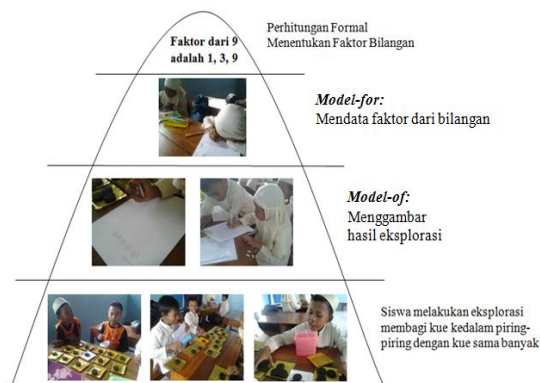 Faktor dari 9
adalah 1, 3, 9
Perhitungan Formal
Menentukan Faktor Bilangan
Model-for:
Mendata faktor dari bilangan
Model-of:
Menggambar
hasil eksplorasi
Siswa melakukan eksplorasi
membagi kue kedalam piring-
piring dengan kue sama banyak